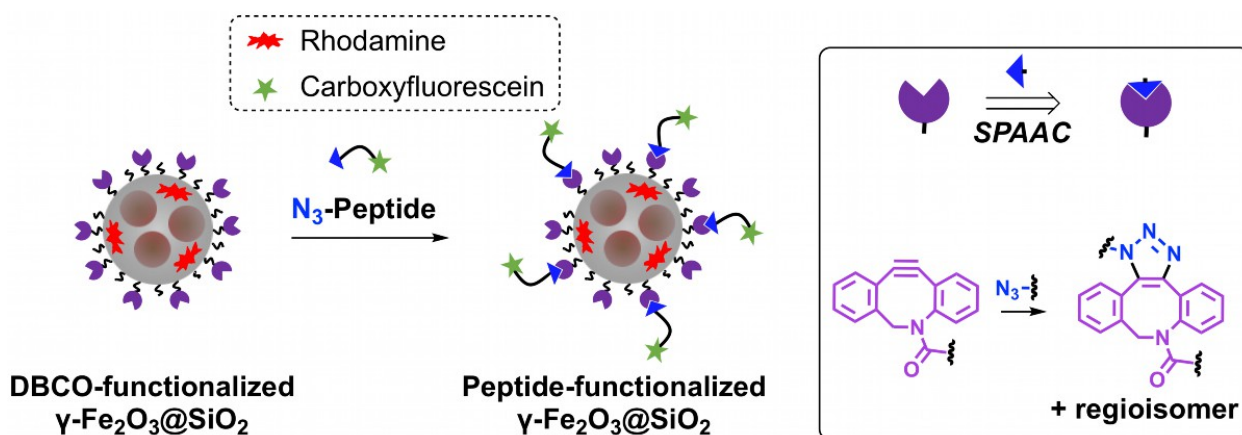 Rhodamine
Carboxyfluorescein
N₃-Peptide
DBCO-functionalized
γ-Fe₂O₃@SiO₂
Peptide-functionalized
γ-Fe₂O₃@SiO₂
SPAAC
N₃-
N
N
N
N
O
N
O
+ regioisomer